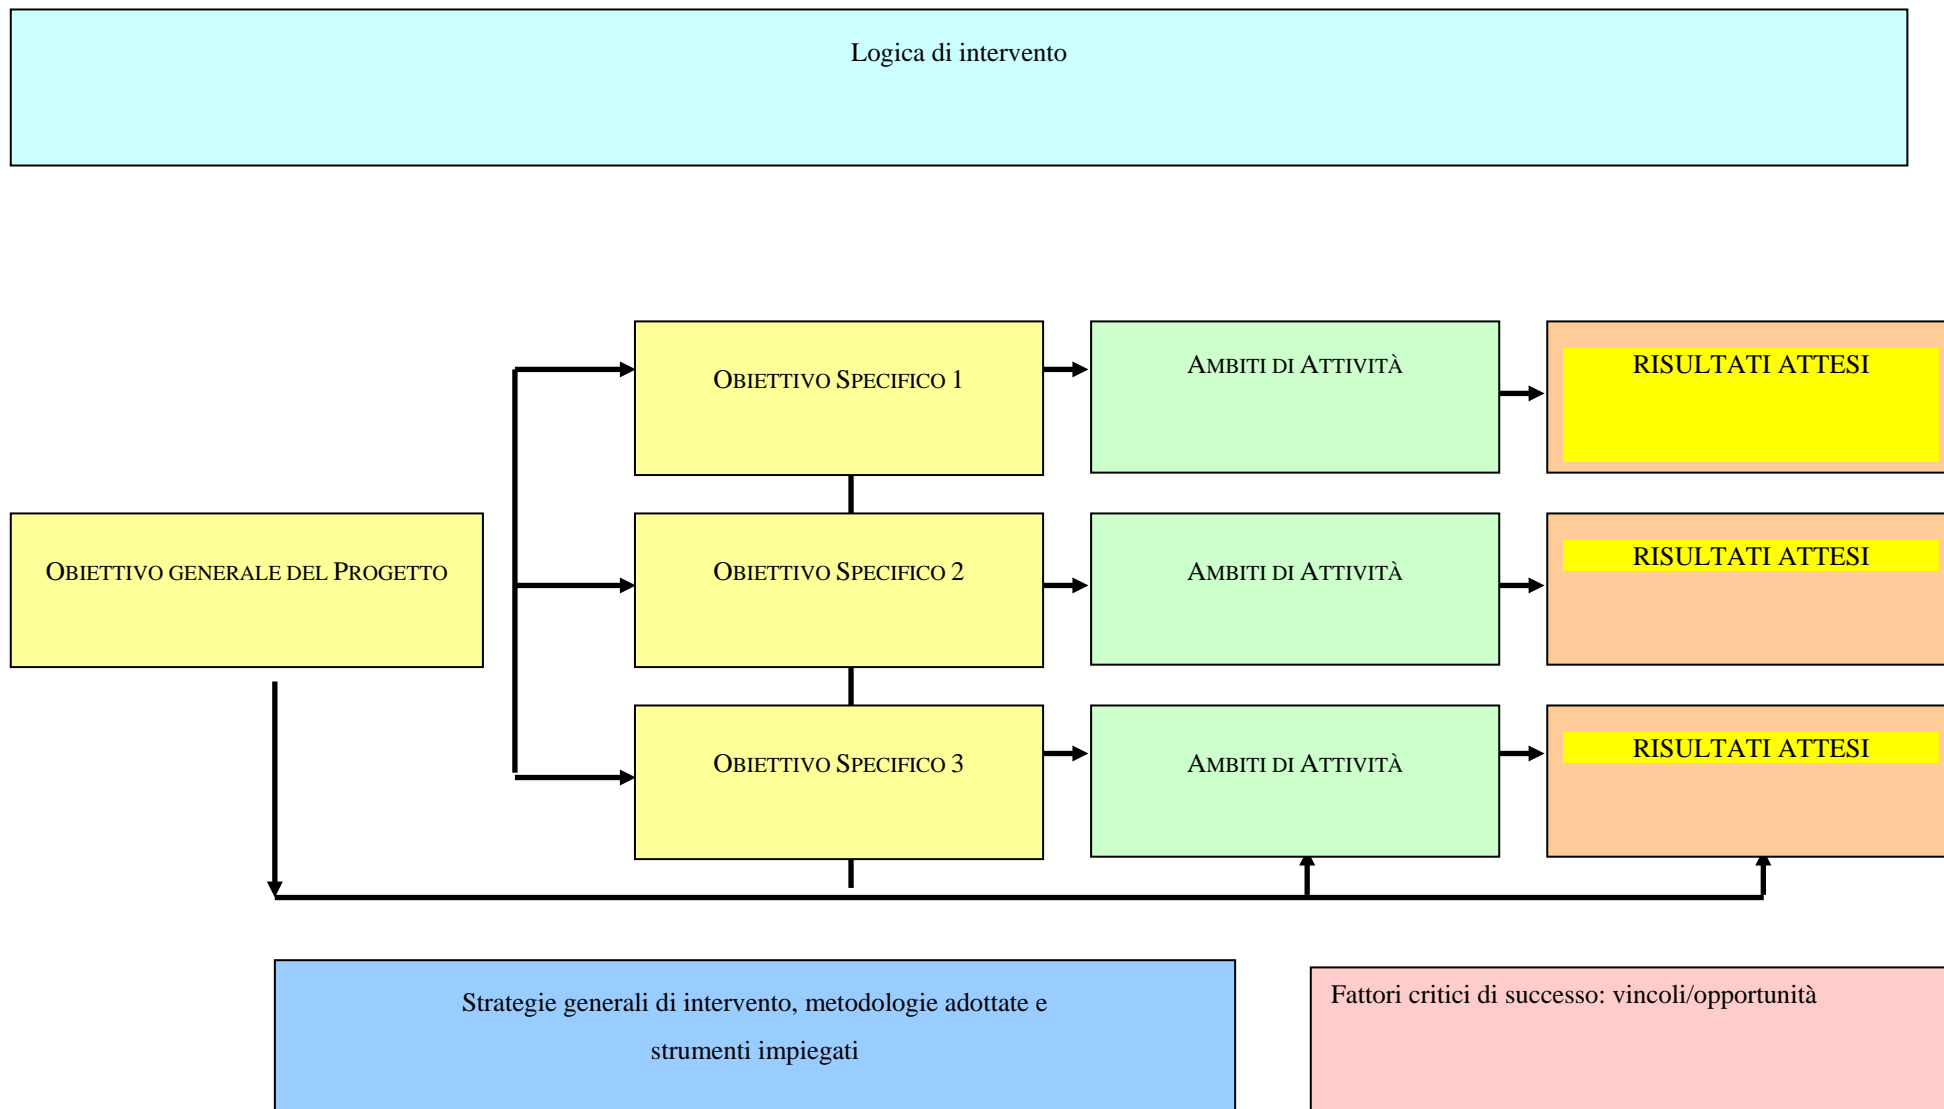 Logica di intervento
OBIETTIVO SPECIFICO 1
AMBITI DI ATTIVITÀ
RISULTATI ATTESI
OBIETTIVO GENERALE DEL PROGETTO
OBIETTIVO SPECIFICO 2
AMBITI DI ATTIVITÀ
RISULTATI ATTESI
OBIETTIVO SPECIFICO 3
AMBITI DI ATTIVITÀ
RISULTATI ATTESI
Strategie generali di intervento, metodologie adottate e
strumenti impiegati
Fattori critici di successo: vincoli/opportunità